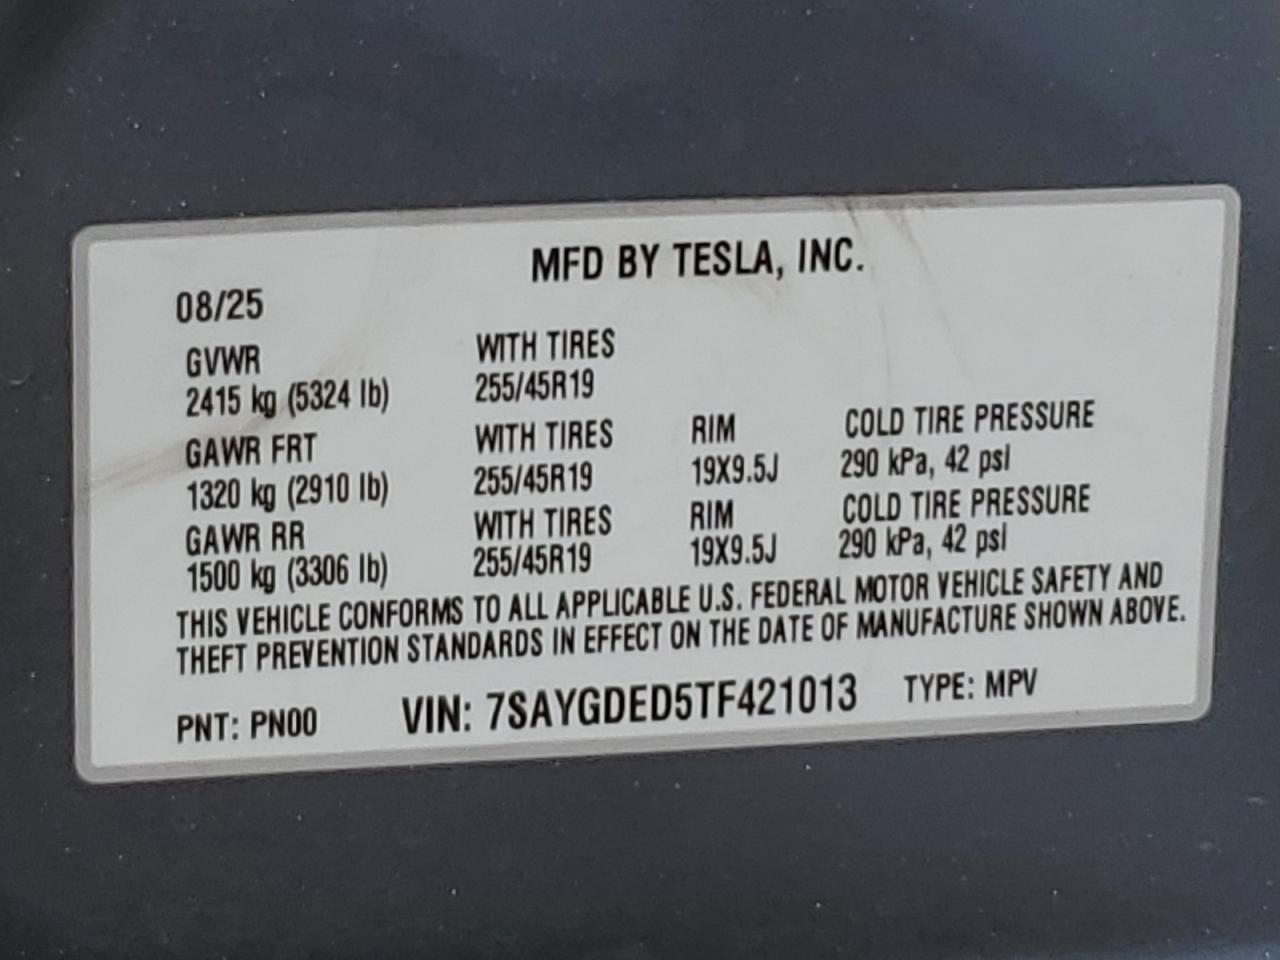 MFD BY TESLA, INC.
08/25
GVWR WITH TIRES
2415 kg (5324 lb) 255/45R19
GAWR FRT WITH TIRES RIM COLD TIRE PRESSURE
1320 kg (2910 lb) 255/45R19 19X9.5J 290 kPa, 42 psi
GAWR RR WITH TIRES RIM COLD TIRE PRESSURE
1500 kg (3306 lb) 255/45R19 19X9.5J 290 kPa, 42 psi
THIS VEHICLE CONFORMS TO ALL APPLICABLE U.S. FEDERAL MOTOR VEHICLE SAFETY AND
THEFT PREVENTION STANDARDS IN EFFECT ON THE DATE OF MANUFACTURE SHOWN ABOVE.
PNT: PN00 VIN: 7SAYGDED5TF421013 TYPE: MPV